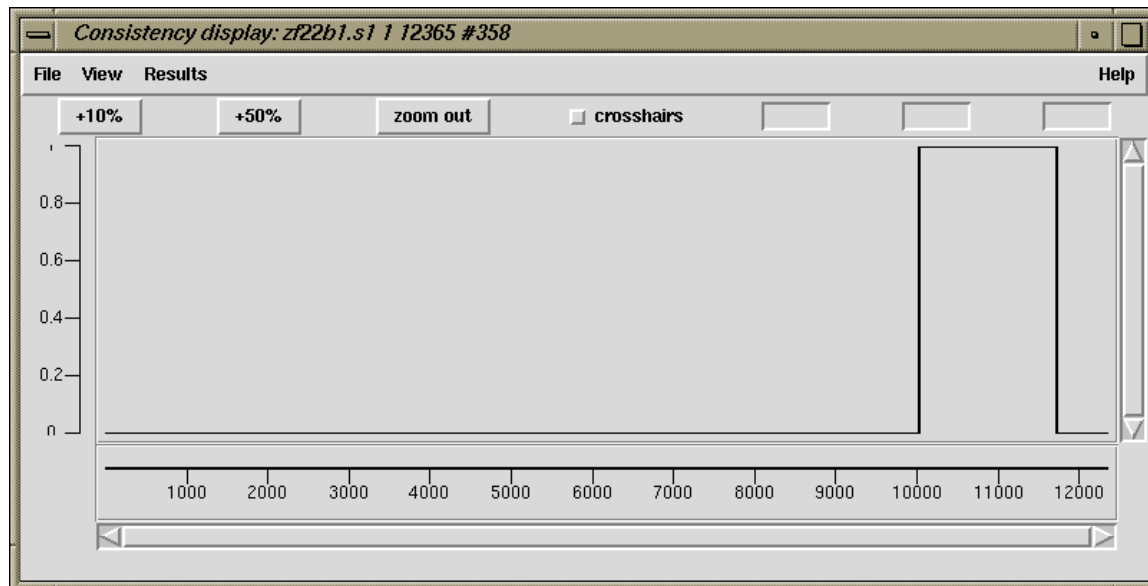 Consistency display: zf22b1.s1 1 12365 #358
File View Results Help
+10% +50% zoom out crosshairs
0.8
0.6
0.4
0.2
0
1000 2000 3000 4000 5000 6000 7000 8000 9000 10000 11000 12000